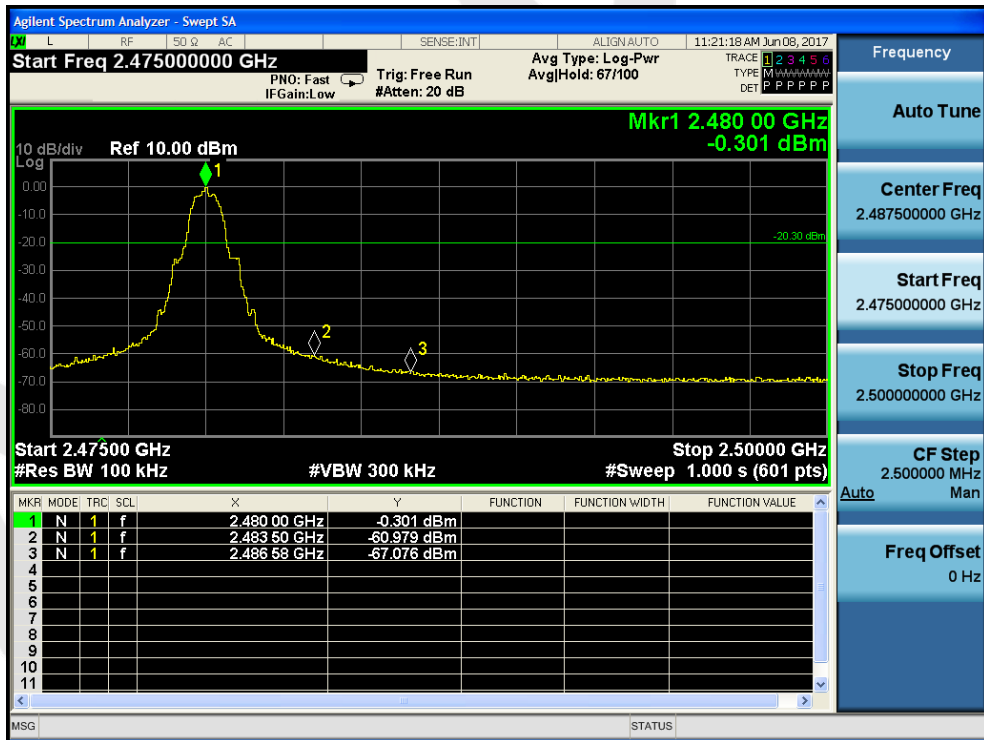 Agilent Spectrum Analyzer - Swept SA
LXI L RF 50 Ω AC SENSE:INT ALIGN AUTO 11:21:18 AM Jun 08, 2017
Start Freq 2.475000000 GHz
PNO: Fast
IFGain:Low
Trig: Free Run
#Atten: 20 dB
Avg Type: Log-Pwr
Avg|Hold: 67/100
TRACE 1 2 3 4 5 6
TYPE M W W W W W
DET P P P P P P
Mkr1 2.480 00 GHz
-0.301 dBm
10 dB/div Ref 10.00 dBm
Log
1
0.00
-10.0
-20.0
-20.30 dBm
-30.0
-40.0
-50.0
2
-60.0
3
-70.0
-80.0
Start 2.47500 GHz Stop 2.50000 GHz
#Res BW 100 kHz #VBW 300 kHz #Sweep 1.000 s (601 pts)
MKR MODE TRC SCL X Y FUNCTION FUNCTION WIDTH FUNCTION VALUE
1 N 1 f 2.480 00 GHz -0.301 dBm
2 N 1 f 2.483 50 GHz -60.979 dBm
3 N 1 f 2.486 58 GHz -67.076 dBm
4
5
6
7
8
9
10
11
MSG STATUS
Frequency
Auto Tune
Center Freq
2.487500000 GHz
Start Freq
2.475000000 GHz
Stop Freq
2.500000000 GHz
CF Step
2.500000 MHz
Auto Man
Freq Offset
0 Hz